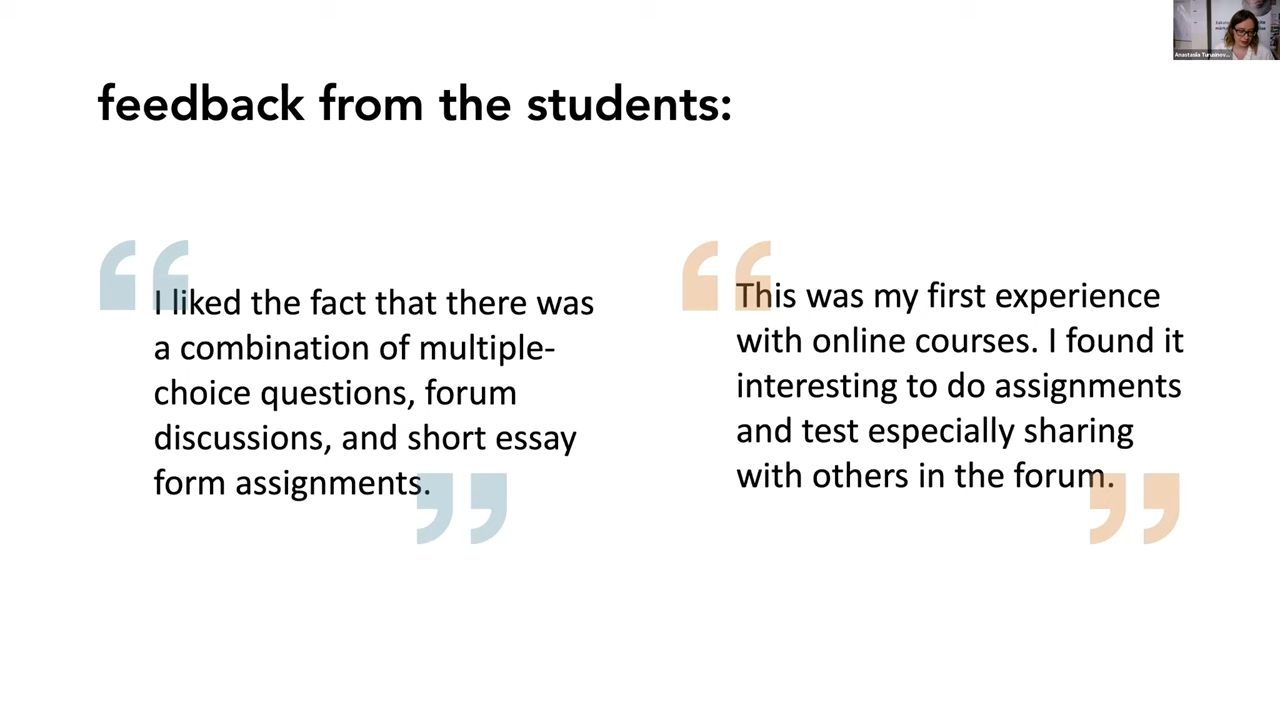 feedback from the students:
I liked the fact that there was
a combination of multiple-
choice questions, forum
discussions, and short essay
form assignments.
This was my first experience
with online courses. I found it
interesting to do assignments
and test especially sharing
with others in the forum.